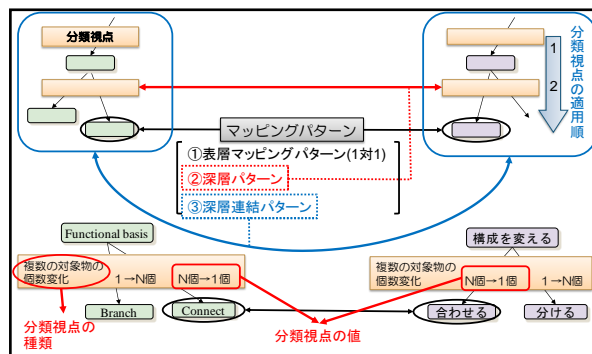 分類視点
1
2
分類視点の適用順
マッピングパターン
①表層マッピングパターン(1対1)
②深層パターン
③深層連結パターン
Functional basis
複数の対象物の
個数変化
1→N個
N個→1個
Branch
Connect
構成を変える
複数の対象物の
個数変化
N個→1個
1→N個
合わせる
分ける
分類視点の
種類
分類視点の値